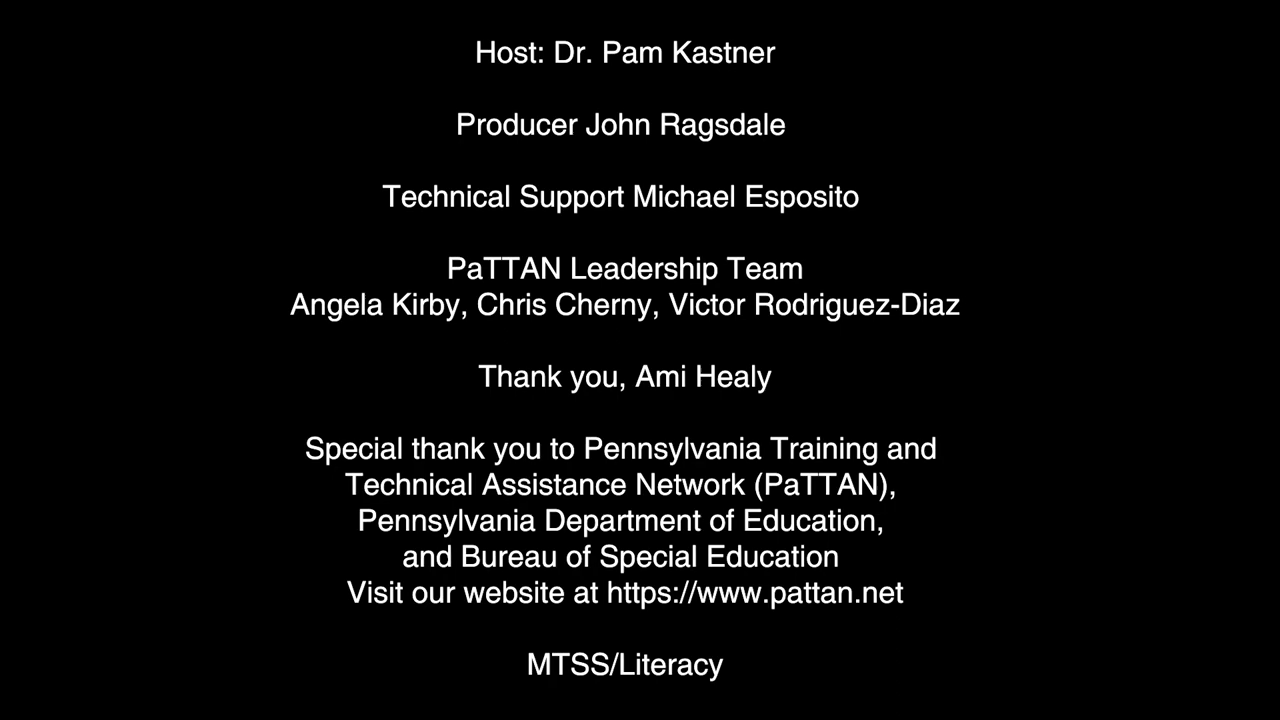 Host: Dr. Pam Kastner
Producer John Ragsdale
Technical Support Michael Esposito
PaTTAN Leadership Team
Angela Kirby, Chris Cherny, Victor Rodriguez-Diaz
Thank you, Ami Healy
Special thank you to Pennsylvania Training and
Technical Assistance Network (PaTTAN),
Pennsylvania Department of Education,
and Bureau of Special Education
Visit our website at https://www.pattan.net
MTSS/Literacy